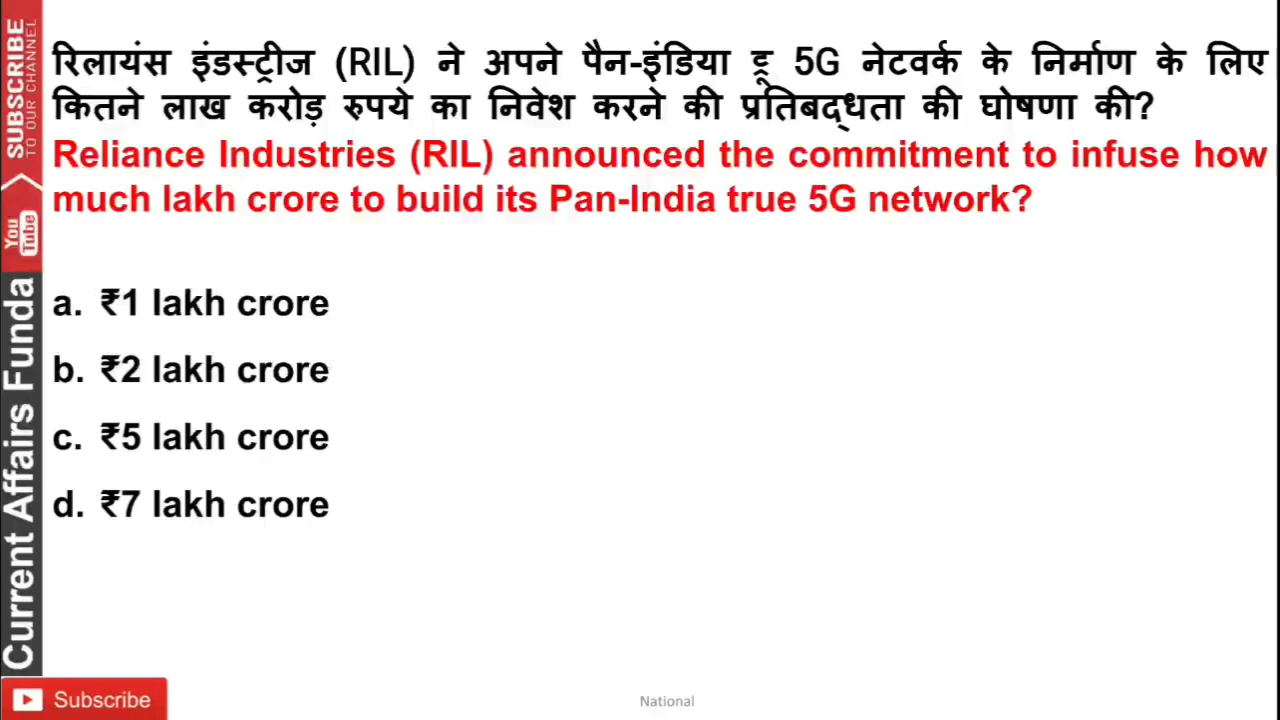 रिलायंस इंडस्ट्रीज (RIL) ने अपने पैन-इंडिया ट्रू 5G नेटवर्क के निर्माण के लिए
कितने लाख करोड़ रुपये का निवेश करने की प्रतिबद्धता की घोषणा की?
Reliance Industries (RIL) announced the commitment to infuse how
much lakh crore to build its Pan-India true 5G network?
a. ₹1 lakh crore
b. ₹2 lakh crore
c. ₹5 lakh crore
d. ₹7 lakh crore
SUBSCRIBE
TO OUR CHANNEL
You
Tube
Current Affairs Funda
Subscribe
National